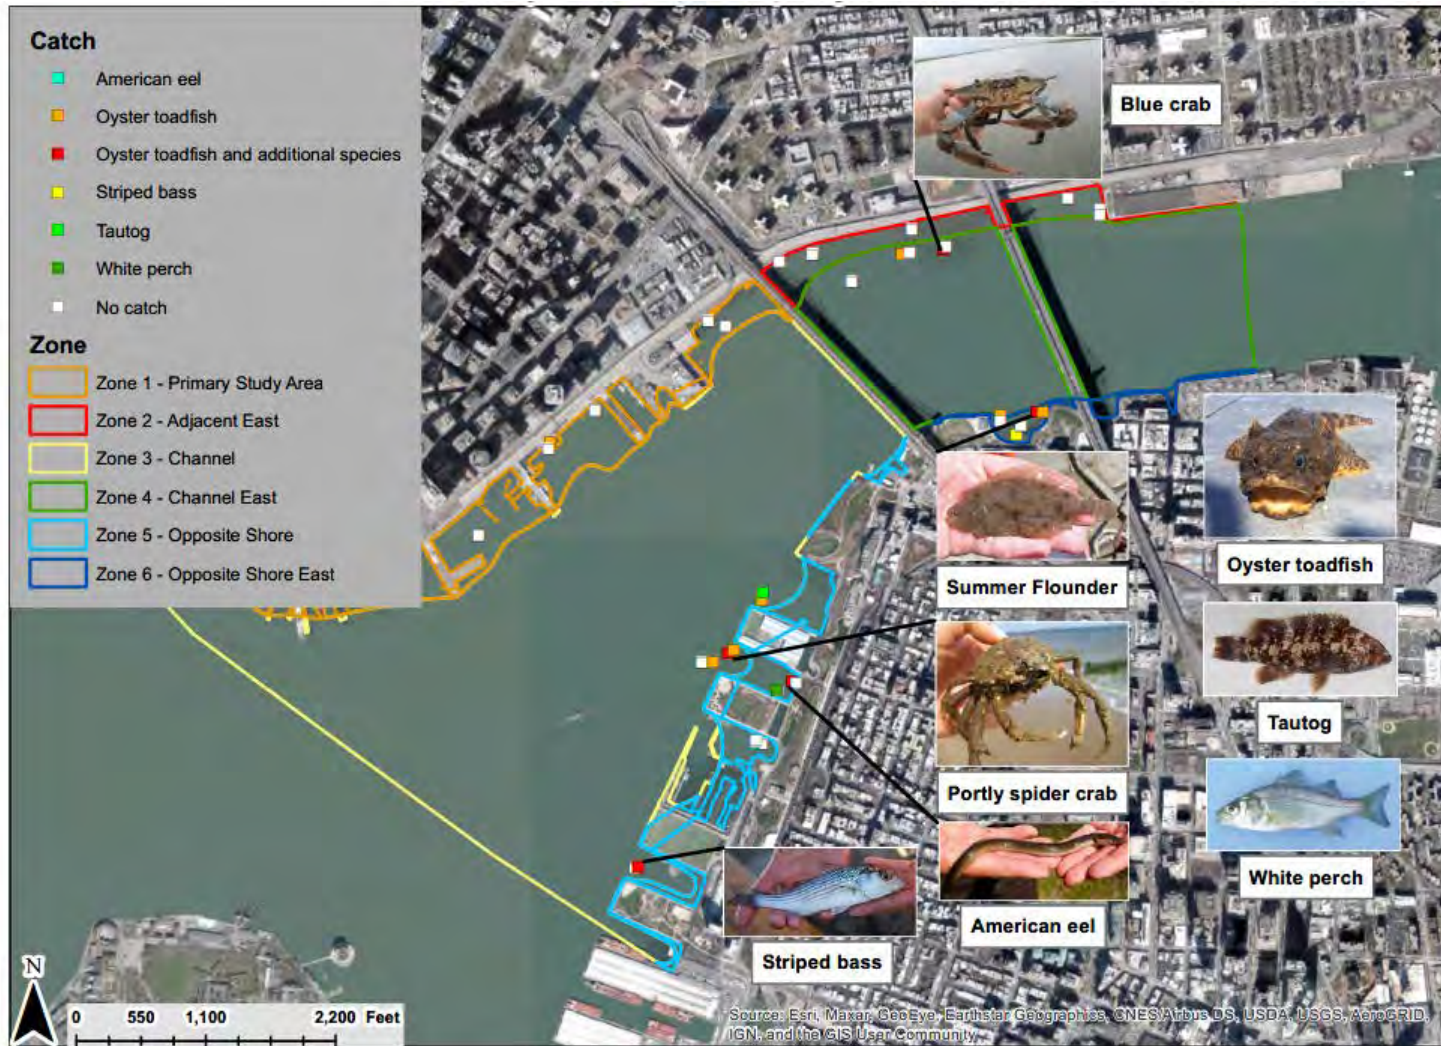 Catch
American eel
Oyster toadfish
Oyster toadfish and additional species
Striped bass
Tautog
White perch
No catch
Zone
Zone 1 - Primary Study Area
Zone 2 - Adjacent East
Zone 3 - Channel
Zone 4 - Channel East
Zone 5 - Opposite Shore
Zone 6 - Opposite Shore East
Blue crab
Summer Flounder
Oyster toadfish
Portly spider crab
Tautog
American eel
White perch
Striped bass
N
0 550 1,100 2,200 Feet
Source: Esri, Maxar, GeoEye, Earthstar Geographics, CNES/Airbus DS, USDA, USGS, AeroGRID,
IGN, and the GIS User Community